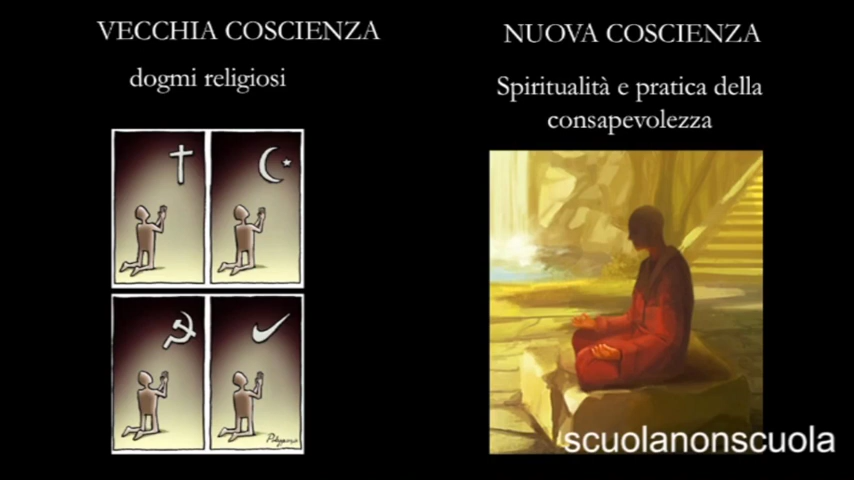 VECCHIA COSCIENZA
dogmi religiosi
NUOVA COSCIENZA
Spiritualità e pratica della
consapevolezza
scuolanonscuola